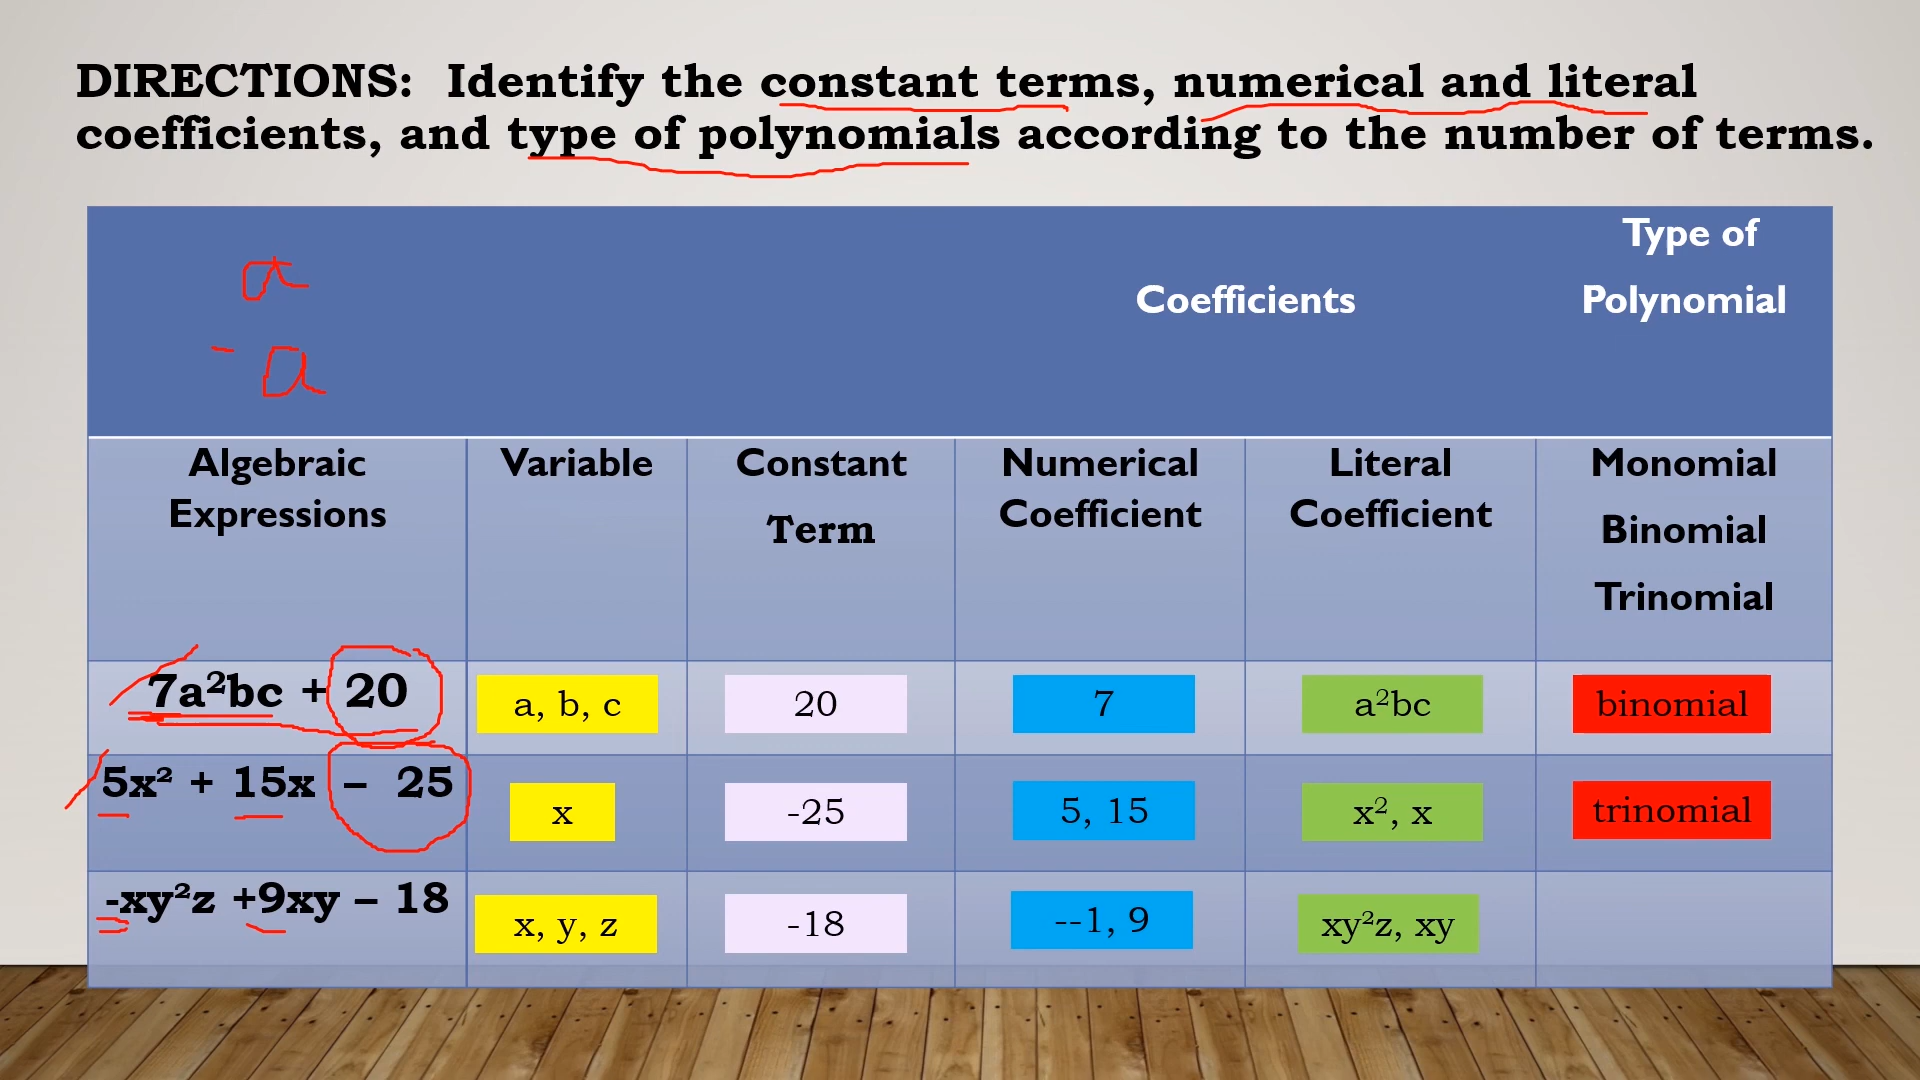 DIRECTIONS: Identify the constant terms, numerical and literal
coefficients, and type of polynomials according to the number of terms.
a
- a
Coefficients
Type of
Polynomial
Algebraic
Expressions
Variable
Constant
Term
Numerical
Coefficient
Literal
Coefficient
Monomial
Binomial
Trinomial
7a²bc + 20
a, b, c
20
7
a²bc
binomial
5x² + 15x – 25
x
-25
5, 15
x², x
trinomial
-xy²z +9xy – 18
x, y, z
-18
--1, 9
xy²z, xy